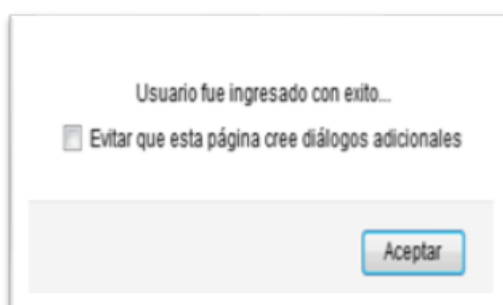 Usuario fue ingresado con exito...
Evitar que esta página cree diálogos adicionales
Aceptar